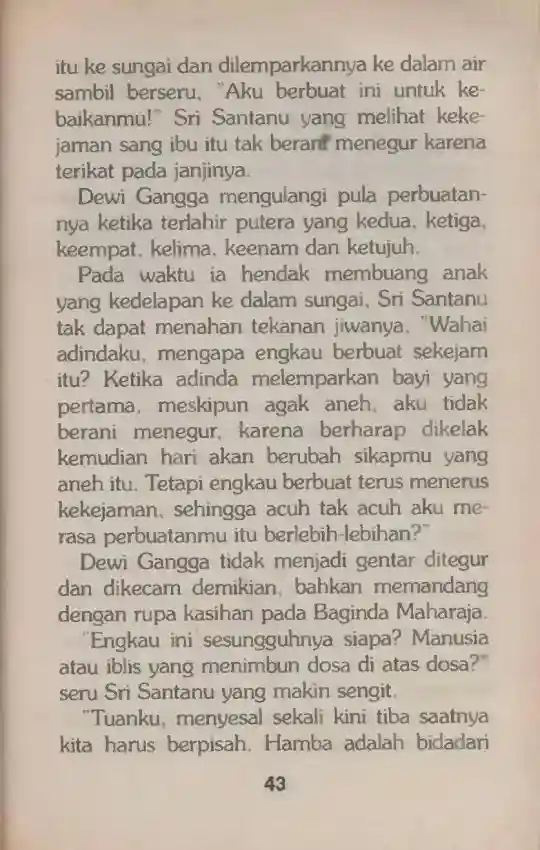 itu ke sungai dan dilemparkannya ke dalam air
sambil berseru, "Aku berbuat ini untuk ke-
baikanmu!" Sri Santanu yang melihat keke-
jaman sang ibu itu tak berani menegur karena
terikat pada janjinya.
Dewi Gangga mengulangi pula perbuatan-
nya ketika terlahir putera yang kedua, ketiga,
keempat, kelima, keenam dan ketujuh.
Pada waktu ia hendak membuang anak
yang kedelapan ke dalam sungai, Sri Santanu
tak dapat menahan tekanan jiwanya, "Wahai
adindaku, mengapa engkau berbuat sekejam
itu? Ketika adinda melemparkan bayi yang
pertama, meskipun agak aneh, aku tidak
berani menegur, karena berharap dikelak
kemudian hari akan berubah sikapmu yang
aneh itu. Tetapi engkau berbuat terus menerus
kekejaman, sehingga acuh tak acuh aku me-
rasa perbuatanmu itu berlebih-lebihan?"
Dewi Gangga tidak menjadi gentar ditegur
dan dikecam demikian, bahkan memandang
dengan rupa kasihan pada Baginda Maharaja.
"Engkau ini sesungguhnya siapa? Manusia
atau iblis yang menimbun dosa di atas dosa?"
seru Sri Santanu yang makin sengit.
"Tuanku, menyesal sekali kini tiba saatnya
kita harus berpisah. Hamba adalah bidadari
43